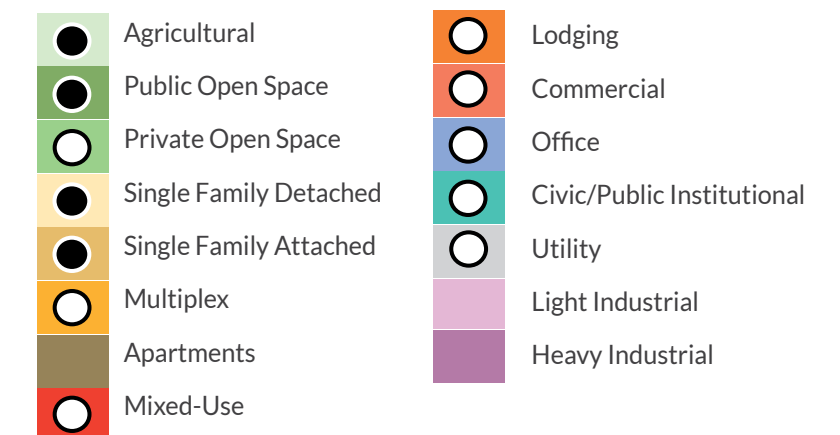 Agricultural
Public Open Space
Private Open Space
Single Family Detached
Single Family Attached
Multiplex
Apartments
Mixed-Use
Lodging
Commercial
Office
Civic/Public Institutional
Utility
Light Industrial
Heavy Industrial